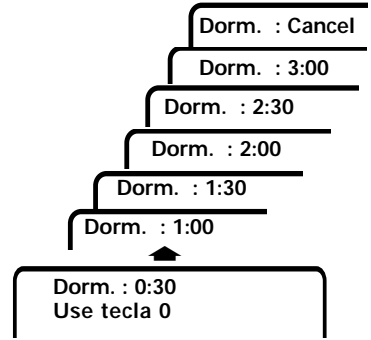 Dorm. : Cancel
Dorm. : 3:00
Dorm. : 2:30
Dorm. : 2:00
Dorm. : 1:30
Dorm. : 1:00
Dorm. : 0:30
Use tecla 0